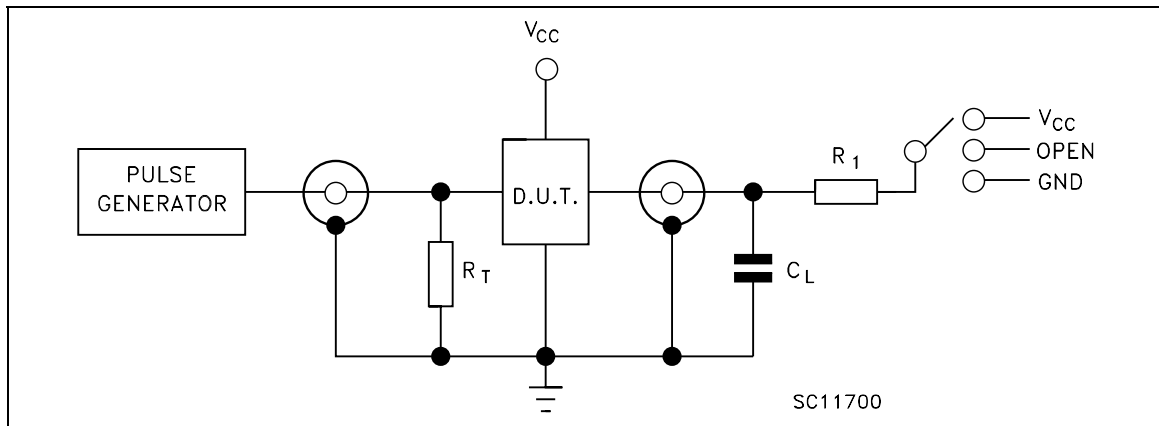 VCC
PULSE
GENERATOR
D.U.T.
RT
CL
R1
VCC
OPEN
GND
SC11700